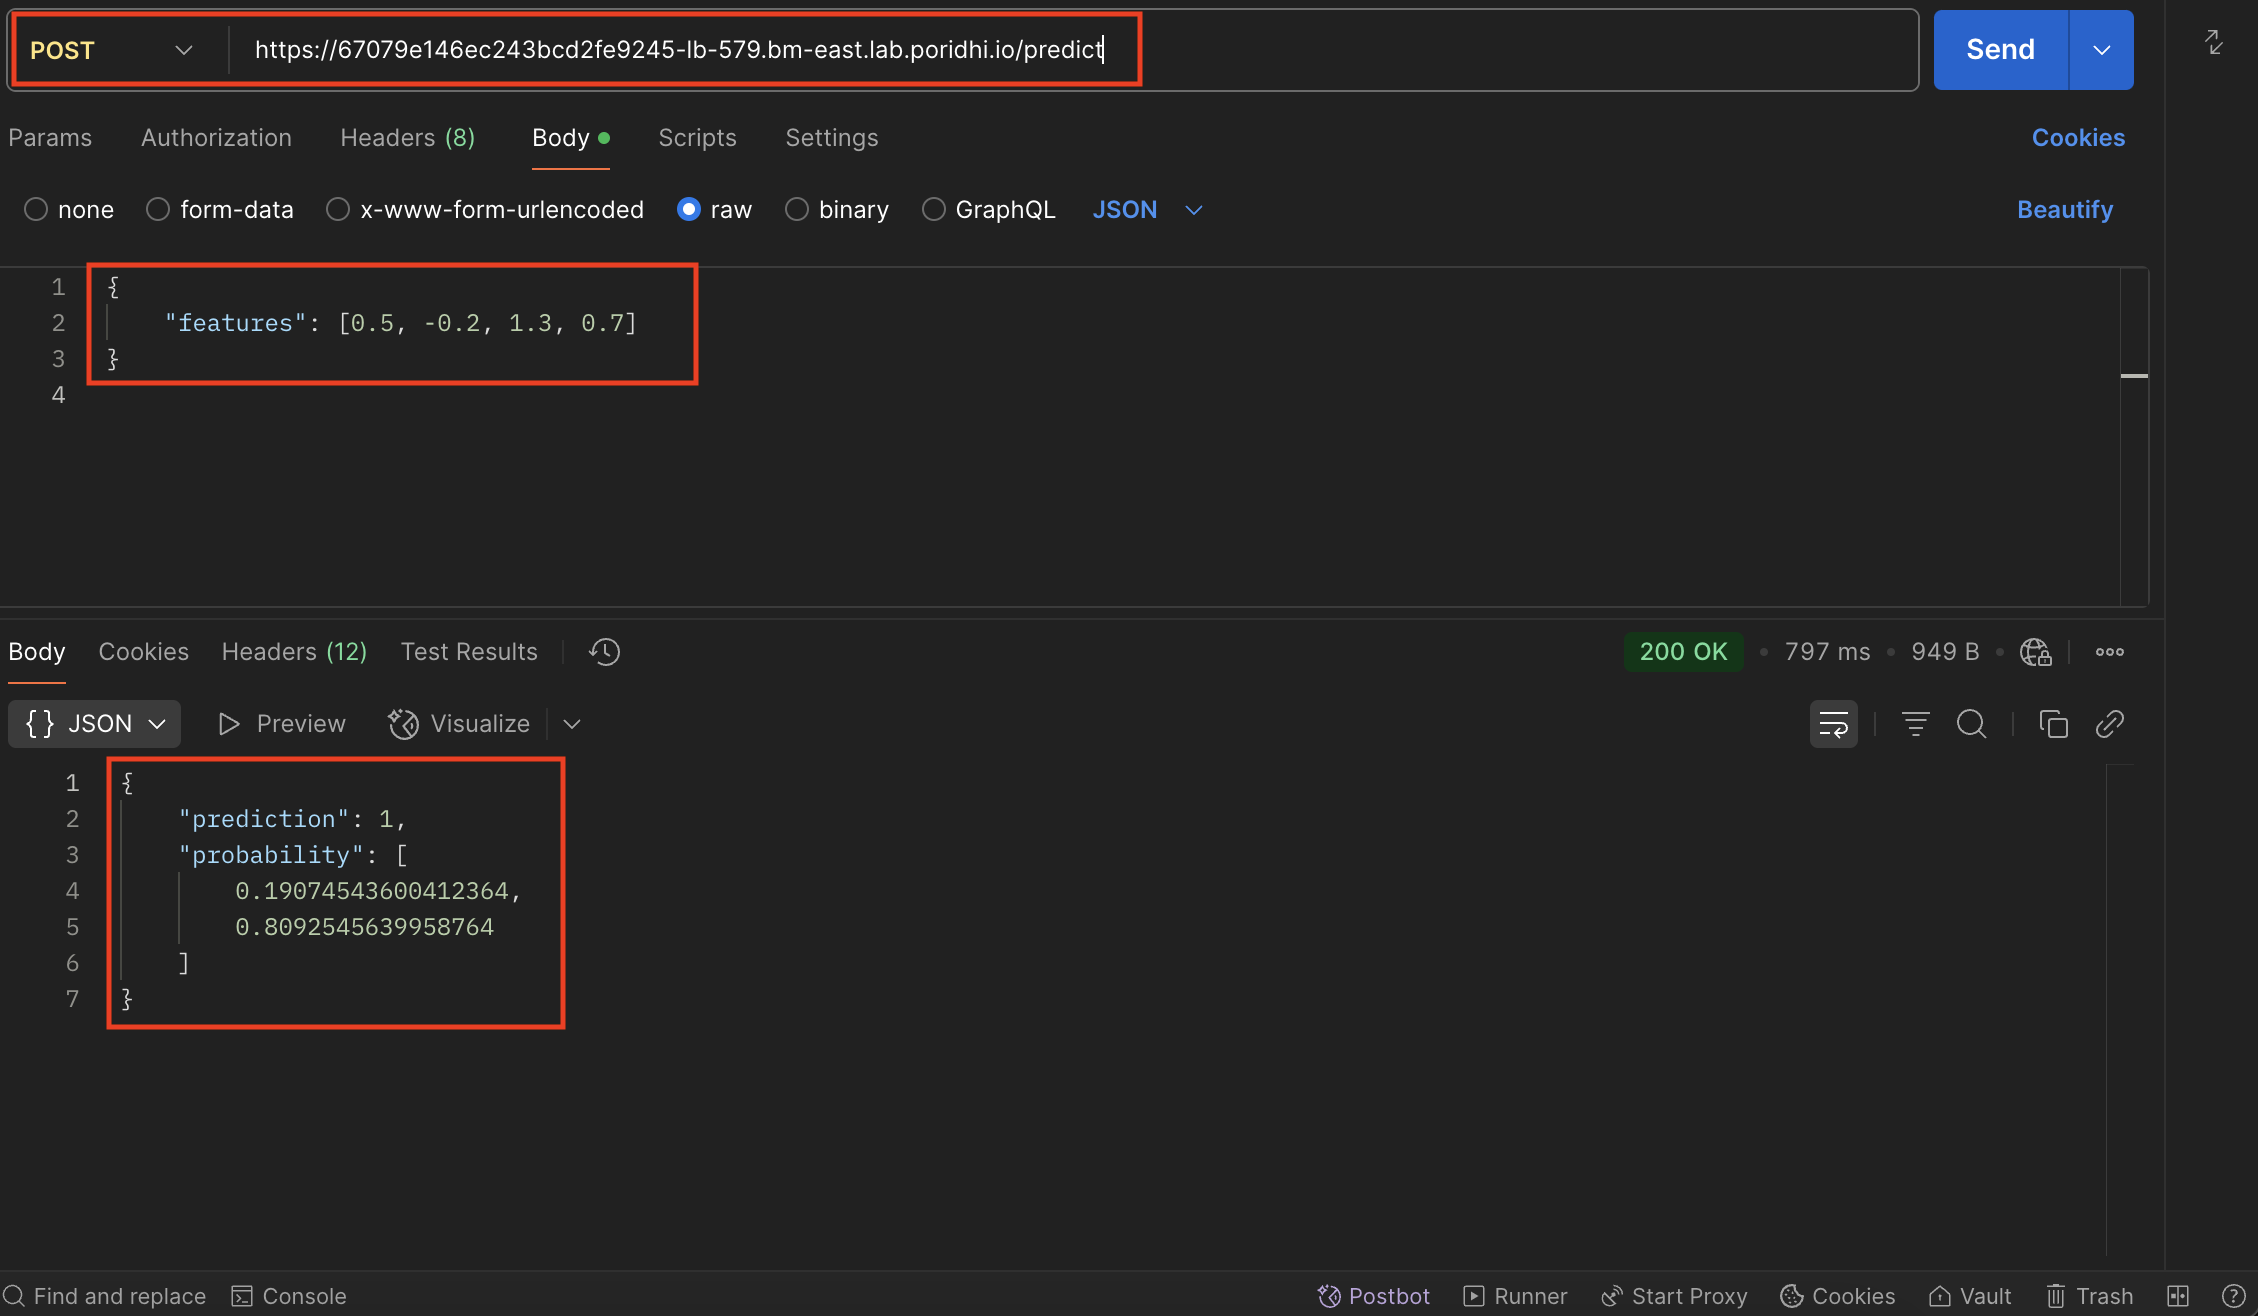 POST https://67079e146ec243bcd2fe9245-lb-579.bm-east.lab.poridhi.io/predict Send
Params Authorization Headers (8) Body Scripts Settings Cookies
none form-data x-www-form-urlencoded raw binary GraphQL JSON Beautify
1 {
2 "features": [0.5, -0.2, 1.3, 0.7]
3 }
4
Body Cookies Headers (12) Test Results 200 OK • 797 ms • 949 B •
{} JSON Preview Visualize
1 {
2 "prediction": 1,
3 "probability": [
4 0.19074543600412364,
5 0.8092545639958764
6 ]
7 }
Find and replace Console Postbot Runner Start Proxy Cookies Vault Trash